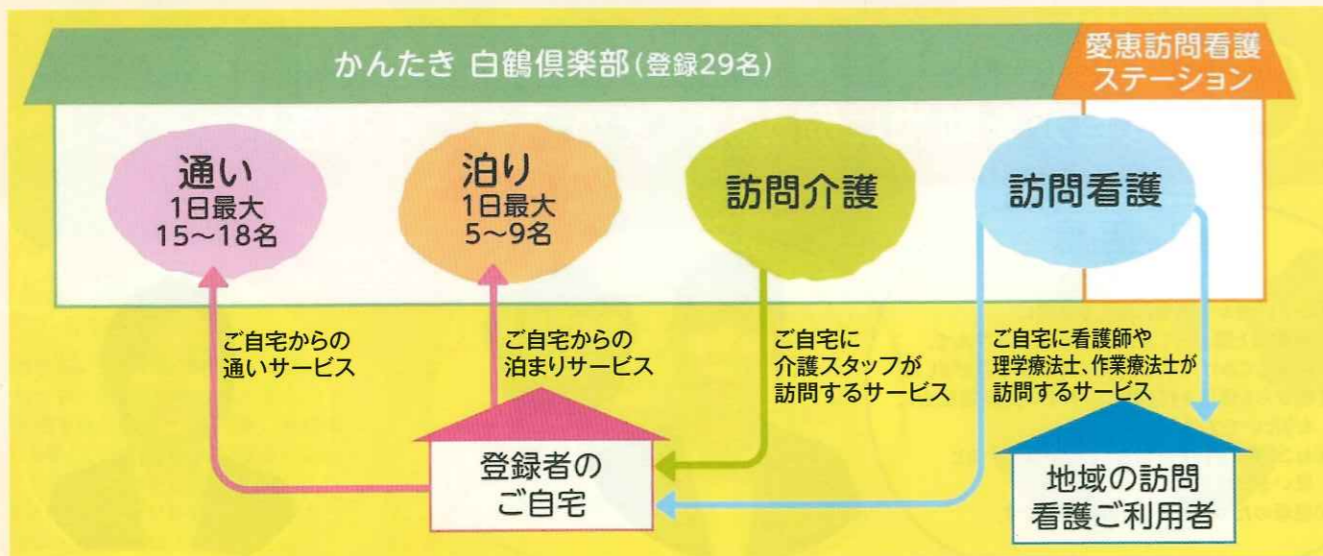 かんたき 白鶴倶楽部(登録29名)
愛恵訪問看護
ステーション
通い
1日最大
15〜18名
泊り
1日最大
5〜9名
訪問介護
訪問看護
ご自宅からの
通いサービス
ご自宅からの
泊まりサービス
ご自宅に
介護スタッフが
訪問するサービス
ご自宅に看護師や
理学療法士、作業療法士が
訪問するサービス
登録者の
ご自宅
地域の訪問
看護ご利用者